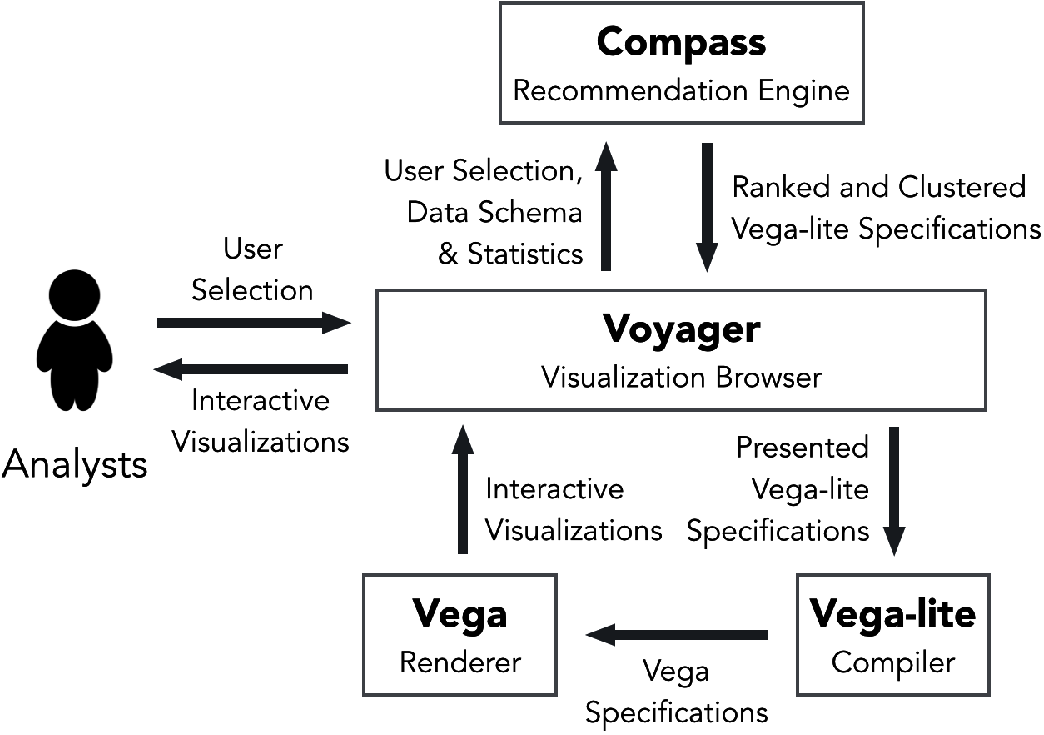 Compass
Recommendation Engine
User Selection,
Data Schema
& Statistics
Ranked and Clustered
Vega-lite Specifications
User
Selection
Voyager
Visualization Browser
Interactive
Visualizations
Analysts
Interactive
Visualizations
Presented
Vega-lite
Specifications
Vega
Renderer
Vega-lite
Compiler
Vega
Specifications